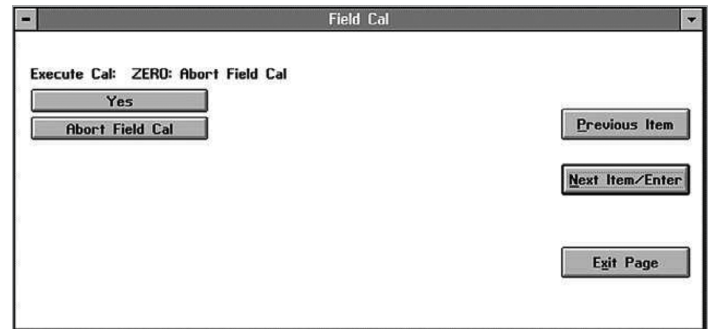 Field Cal
Execute Cal: ZERO: Abort Field Cal
Yes
Abort Field Cal
Previous Item
Next Item/Enter
Exit Page